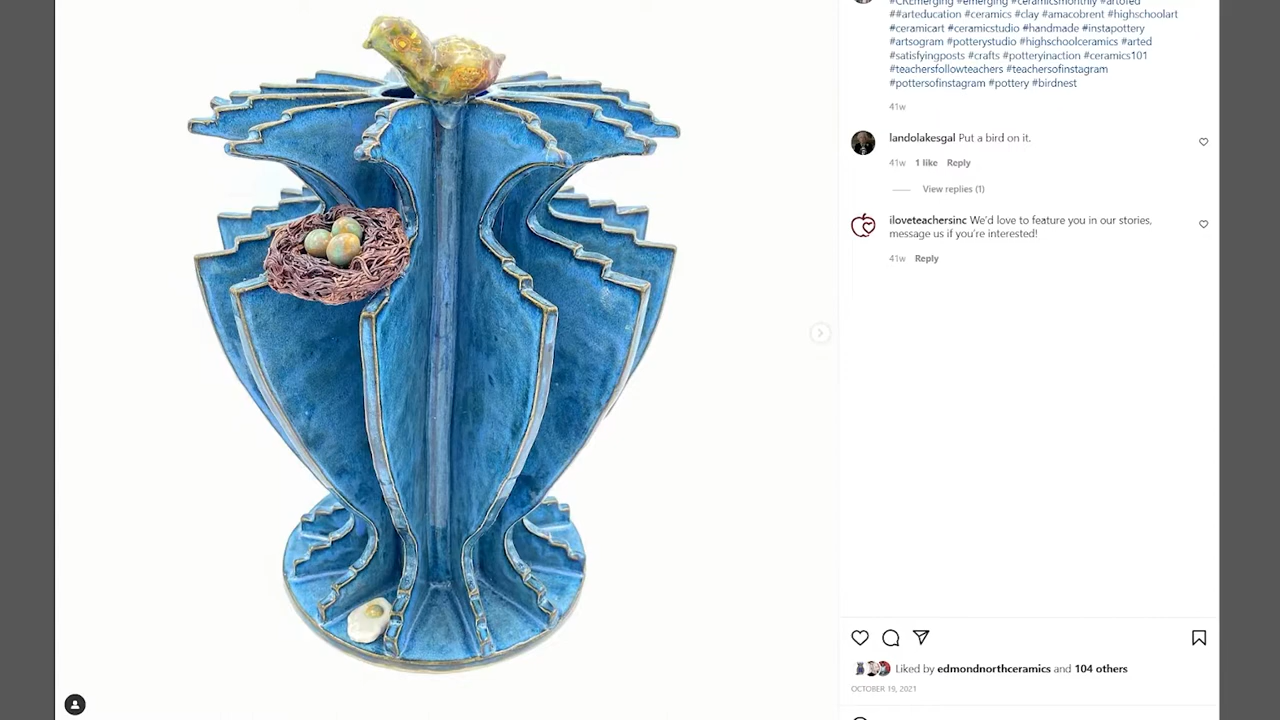 #CREmerging #emerging #ceramicsmonthly #artofed
##arteducation #ceramics #clay #amacobrent #highschoolart
#ceramicart #ceramicstudio #handmade #instapottery
#artsogram #potterystudio #highschoolceramics #arted
#satisfyingposts #crafts #potteryinaction #ceramics101
#teachersfollowteachers #teachersofinstagram
#pottersofinstagram #pottery #birdnest
41w
landolakesgal Put a bird on it.
41w 1 like Reply
View replies (1)
iloveteachersinc We'd love to feature you in our stories,
message us if you're interested!
41w Reply
Liked by edmondnorthceramics and 104 others
OCTOBER 19, 2021